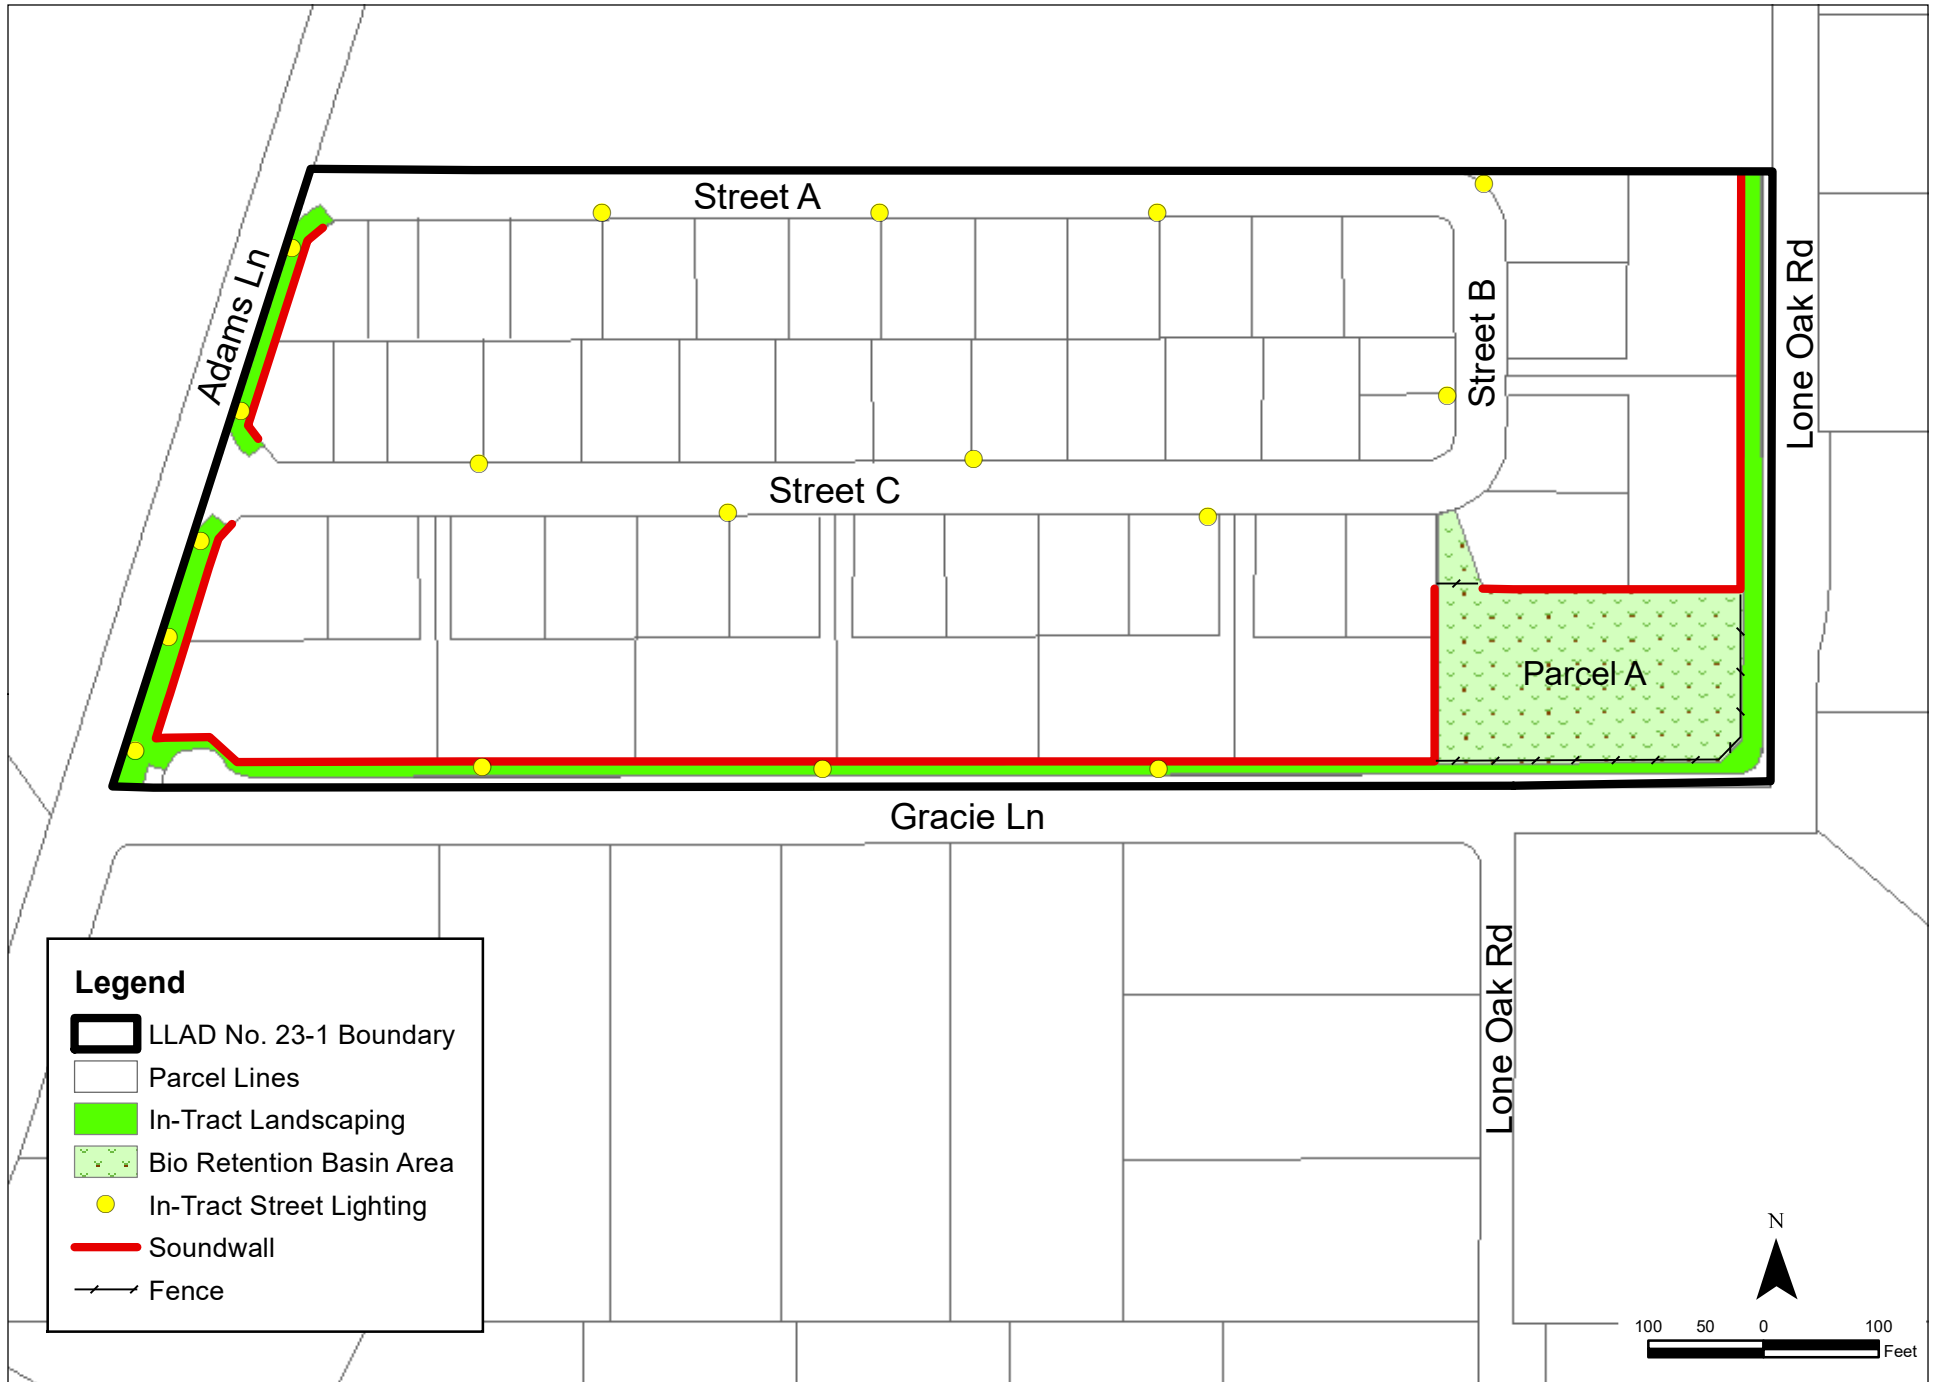 Street A
Adams Ln
Street B
Lone Oak Rd
Street C
Parcel A
Gracie Ln
Lone Oak Rd
Legend
LLAD No. 23-1 Boundary
Parcel Lines
In-Tract Landscaping
Bio Retention Basin Area
In-Tract Street Lighting
Soundwall
Fence
N
100 50 0 100
Feet